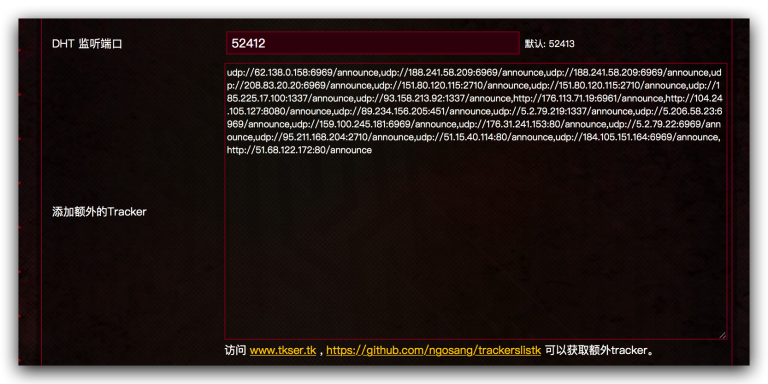 DHT 监听端口
52412
默认: 52413
udp://62.138.0.158:6969/announce,udp://188.241.58.209:6969/announce,udp://188.241.58.209:6969/announce,ud
p://208.83.20.20:6969/announce,udp://151.80.120.115:2710/announce,udp://151.80.120.115:2710/announce,udp://1
85.225.17.100:1337/announce,udp://93.158.213.92:1337/announce,http://176.113.71.19:6961/announce,http://104.24
.105.127:8080/announce,udp://89.234.156.205:451/announce,udp://5.2.79.219:1337/announce,udp://5.206.58.23:6
969/announce,udp://159.100.245.181:6969/announce,udp://176.31.241.153:80/announce,udp://5.2.79.22:6969/ann
ounce,udp://95.211.168.204:2710/announce,udp://51.15.40.114:80/announce,udp://184.105.151.164:6969/announce,
http://51.68.122.172:80/announce
添加额外的Tracker
访问 www.tkser.tk , https://github.com/ngosang/trackerslistk 可以获取额外tracker。